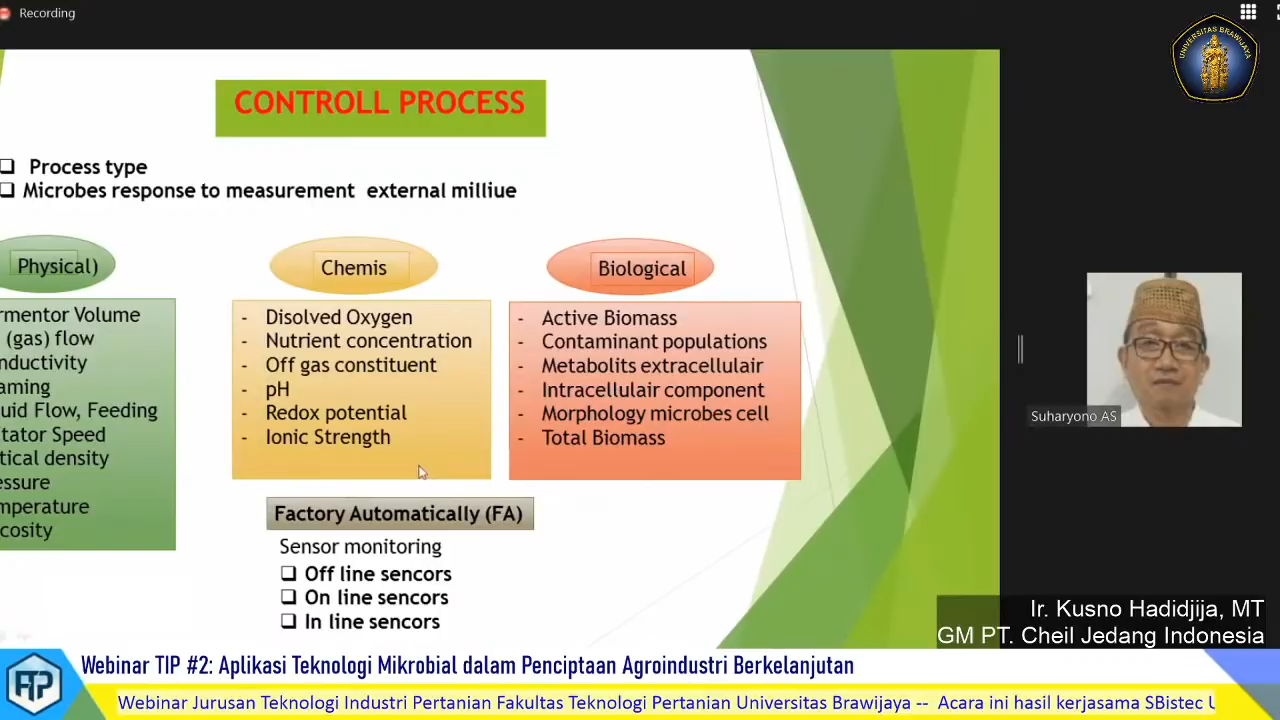 Recording
UNIVERSITAS BRAWIJAYA
CONTROLL PROCESS
Process type
Microbes response to measurement external milliue
Physical)
rmentor Volume
(gas) flow
nductivity
aming
uid Flow, Feeding
tator Speed
tical density
essure
mperature
cosity
Chemis
- Disolved Oxygen
- Nutrient concentration
- Off gas constituent
- pH
- Redox potential
- Ionic Strength
Biological
- Active Biomass
- Contaminant populations
- Metabolits extracellulair
- Intracellulair component
- Morphology microbes cell
- Total Biomass
Factory Automatically (FA)
Sensor monitoring
Off line sencors
On line sencors
In line sencors
Suharyono AS
Ir. Kusno Hadidjija, MT
GM PT. Cheil Jedang Indonesia
Webinar TIP #2: Aplikasi Teknologi Mikrobial dalam Penciptaan Agroindustri Berkelanjutan
Webinar Jurusan Teknologi Industri Pertanian Fakultas Teknologi Pertanian Universitas Brawijaya -- Acara ini hasil kerjasama SBistec U